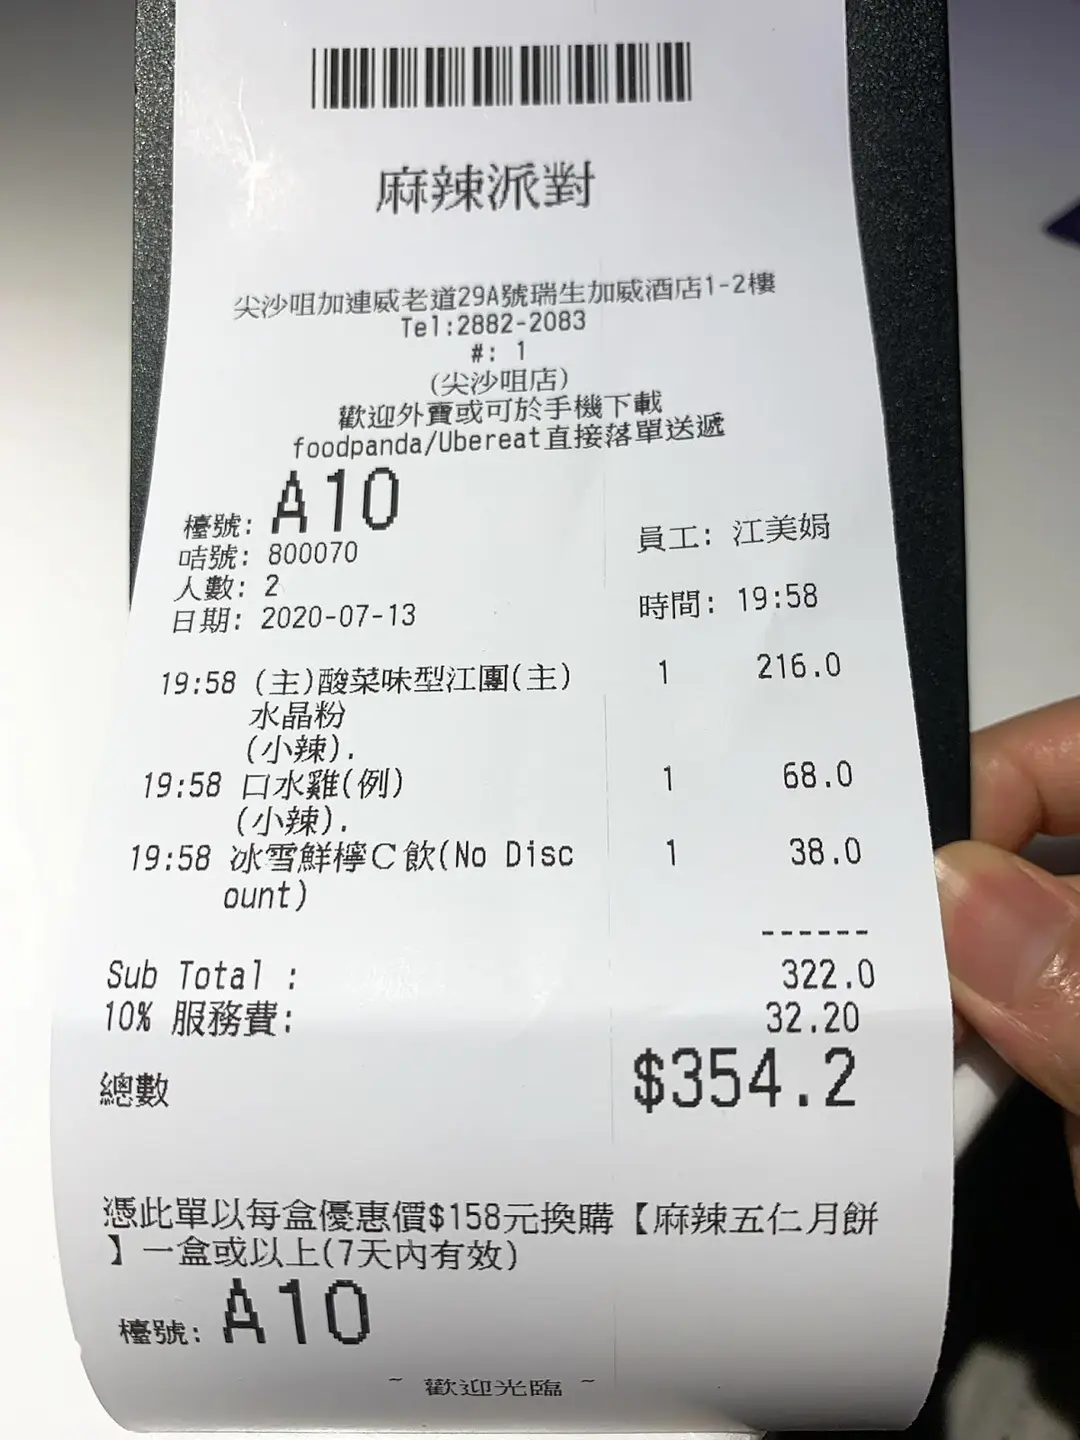 麻辣派對
尖沙咀加連威老道29A號瑞生加威酒店1-2樓
Tel:2882-2083
#: 1
(尖沙咀店)
歡迎外賣或可於手機下載
foodpanda/Ubereat直接落單送遞
檯號: A10
咭號: 800070 員工: 江美娟
人數: 2
日期: 2020-07-13 時間: 19:58
19:58 (主)酸菜味型江團(主) 1 216.0
水晶粉
(小辣).
19:58 口水雞(例) 1 68.0
(小辣).
19:58 冰雪鮮檸C飲(No Disc 1 38.0
ount)
------
Sub Total : 322.0
10% 服務費: 32.20
總數 $354.2
憑此單以每盒優惠價$158元換購【麻辣五仁月餅
】一盒或以上(7天內有效)
檯號: A10
~ 歡迎光臨 ~